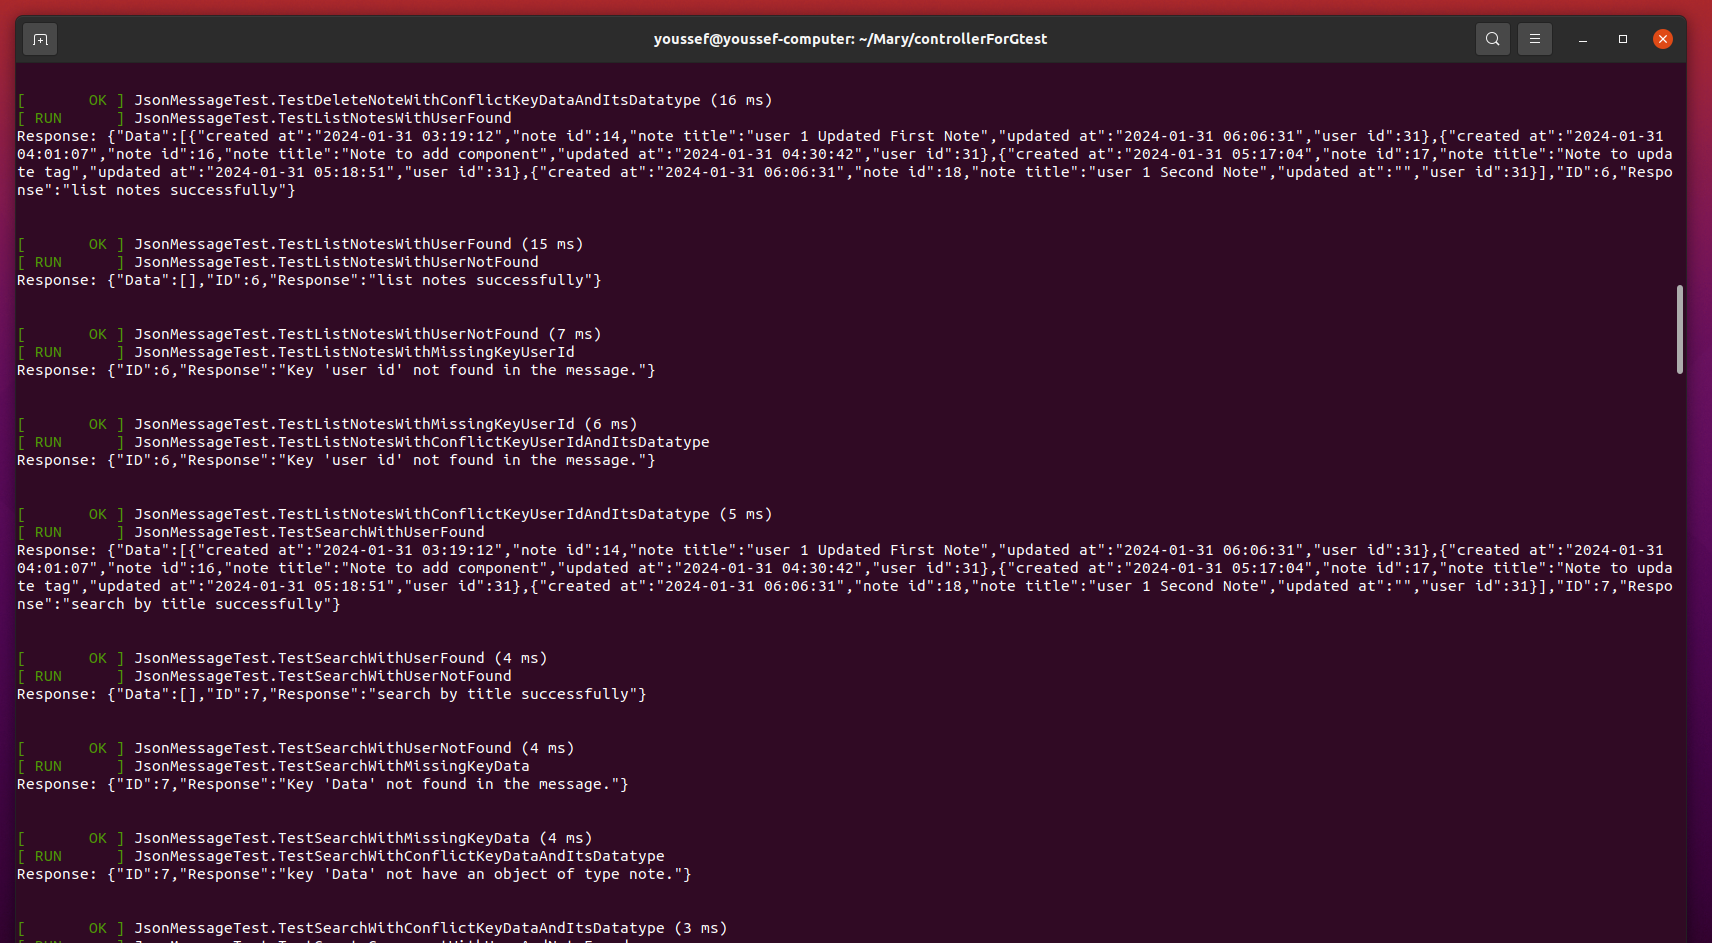 youssef@youssef-computer: ~/Mary/controllerForGtest
[       OK ] JsonMessageTest.TestDeleteNoteWithConflictKeyDataAndItsDatatype (16 ms)
[ RUN      ] JsonMessageTest.TestListNotesWithUserFound
Response: {"Data":[{"created at":"2024-01-31 03:19:12","note id":14,"note title":"user 1 Updated First Note","updated at":"2024-01-31 06:06:31","user id":31},{"created at":"2024-01-31
04:01:07","note id":16,"note title":"Note to add component","updated at":"2024-01-31 04:30:42","user id":31},{"created at":"2024-01-31 05:17:04","note id":17,"note title":"Note to upda
te tag","updated at":"2024-01-31 05:18:51","user id":31},{"created at":"2024-01-31 06:06:31","note id":18,"note title":"user 1 Second Note","updated at":"","user id":31}],"ID":6,"Respo
nse":"list notes successfully"}
[       OK ] JsonMessageTest.TestListNotesWithUserFound (15 ms)
[ RUN      ] JsonMessageTest.TestListNotesWithUserNotFound
Response: {"Data":[],"ID":6,"Response":"list notes successfully"}
[       OK ] JsonMessageTest.TestListNotesWithUserNotFound (7 ms)
[ RUN      ] JsonMessageTest.TestListNotesWithMissingKeyUserId
Response: {"ID":6,"Response":"Key 'user id' not found in the message."}
[       OK ] JsonMessageTest.TestListNotesWithMissingKeyUserId (6 ms)
[ RUN      ] JsonMessageTest.TestListNotesWithConflictKeyUserIdAndItsDatatype
Response: {"ID":6,"Response":"Key 'user id' not found in the message."}
[       OK ] JsonMessageTest.TestListNotesWithConflictKeyUserIdAndItsDatatype (5 ms)
[ RUN      ] JsonMessageTest.TestSearchWithUserFound
Response: {"Data":[{"created at":"2024-01-31 03:19:12","note id":14,"note title":"user 1 Updated First Note","updated at":"2024-01-31 06:06:31","user id":31},{"created at":"2024-01-31
04:01:07","note id":16,"note title":"Note to add component","updated at":"2024-01-31 04:30:42","user id":31},{"created at":"2024-01-31 05:17:04","note id":17,"note title":"Note to upda
te tag","updated at":"2024-01-31 05:18:51","user id":31},{"created at":"2024-01-31 06:06:31","note id":18,"note title":"user 1 Second Note","updated at":"","user id":31}],"ID":7,"Respo
nse":"search by title successfully"}
[       OK ] JsonMessageTest.TestSearchWithUserFound (4 ms)
[ RUN      ] JsonMessageTest.TestSearchWithUserNotFound
Response: {"Data":[],"ID":7,"Response":"search by title successfully"}
[       OK ] JsonMessageTest.TestSearchWithUserNotFound (4 ms)
[ RUN      ] JsonMessageTest.TestSearchWithMissingKeyData
Response: {"ID":7,"Response":"Key 'Data' not found in the message."}
[       OK ] JsonMessageTest.TestSearchWithMissingKeyData (4 ms)
[ RUN      ] JsonMessageTest.TestSearchWithConflictKeyDataAndItsDatatype
Response: {"ID":7,"Response":"key 'Data' not have an object of type note."}
[       OK ] JsonMessageTest.TestSearchWithConflictKeyDataAndItsDatatype (3 ms)